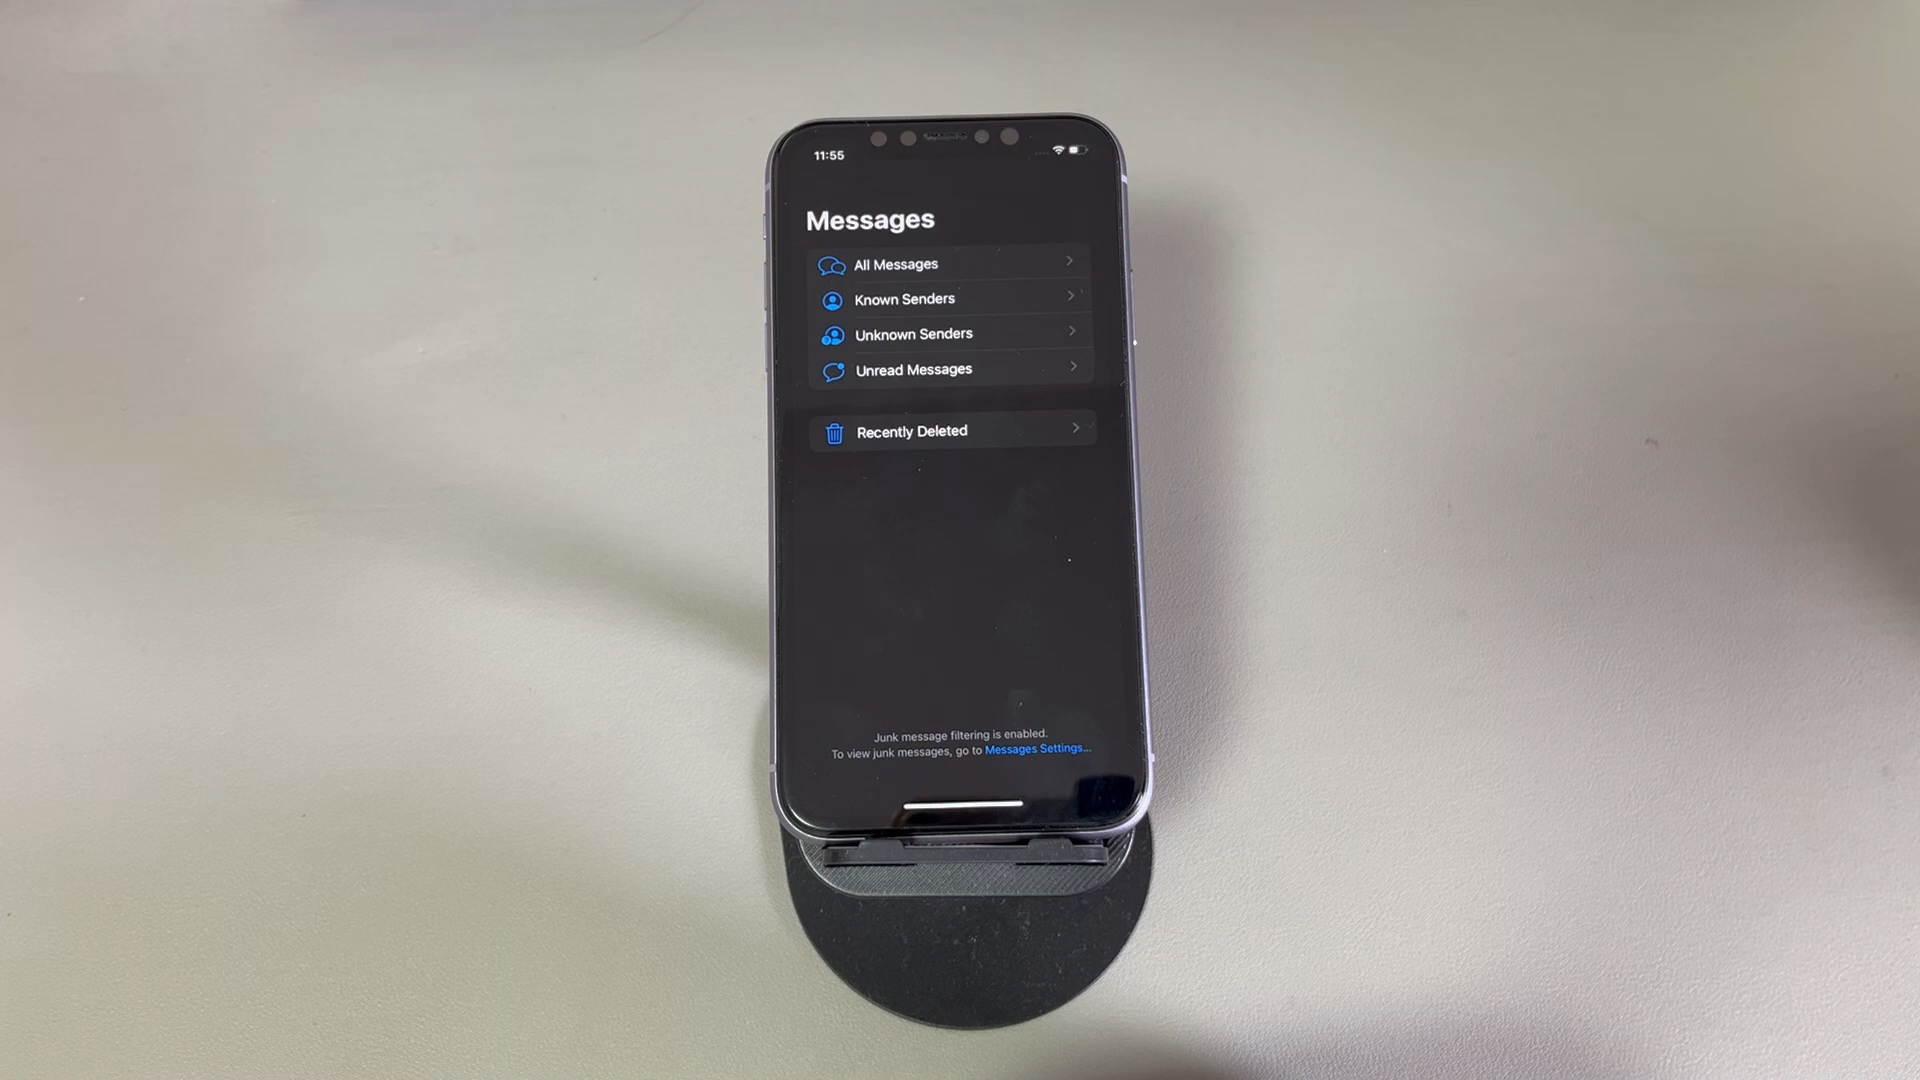 11:55
Messages
All Messages
Known Senders
Unknown Senders
Unread Messages
Recently Deleted
Junk message filtering is enabled.
To view junk messages, go to Messages Settings...